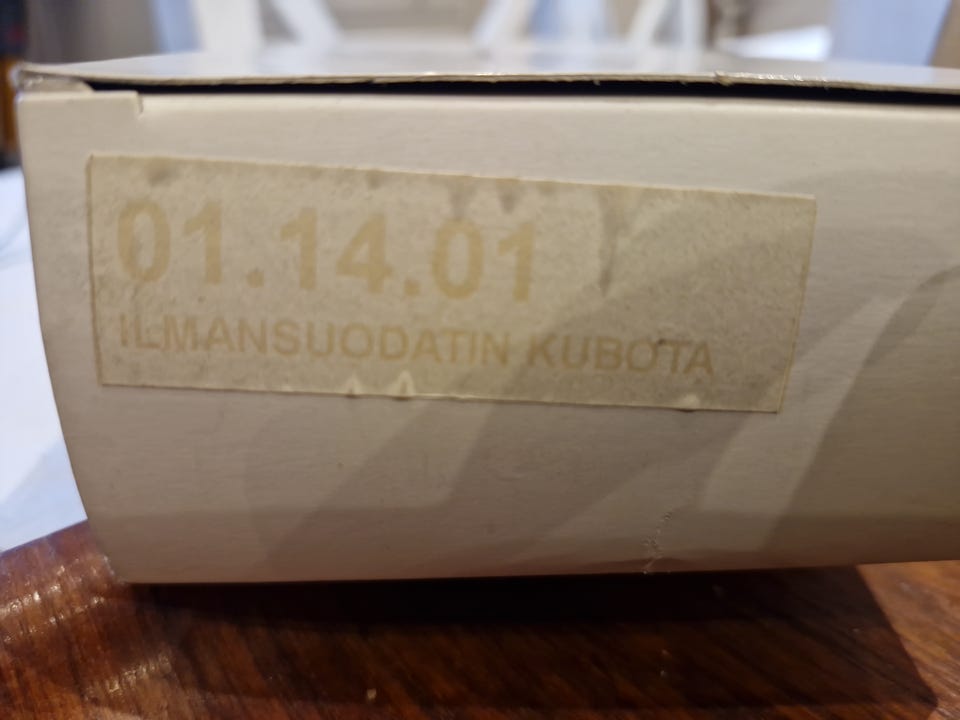 01.14.01
ILMANSUODATIN KUBOTA